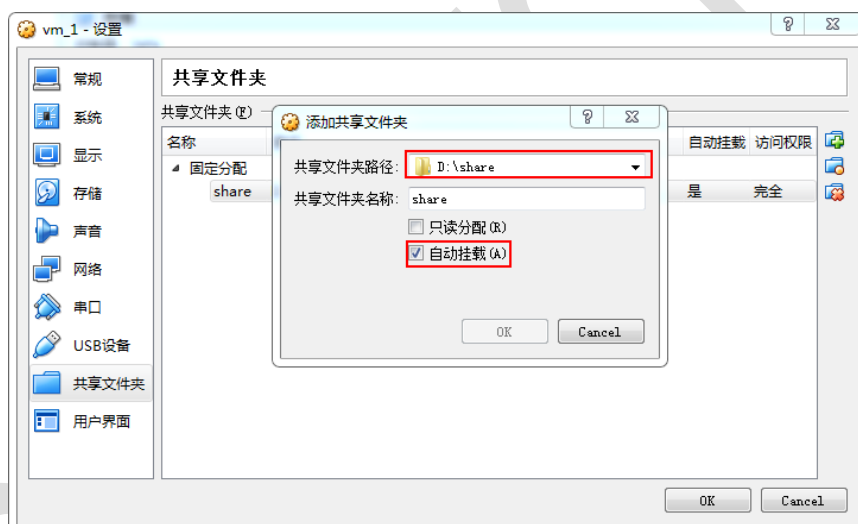 vm_1 - 设置
常规
系统
显示
存储
声音
网络
串口
USB设备
共享文件夹
用户界面
共享文件夹
共享文件夹(F)
名称
自动挂载 访问权限
固定分配
share
是 完全
添加共享文件夹
共享文件夹路径: D:\share
共享文件夹名称: share
只读分配(R)
自动挂载(A)
OK Cancel
OK Cancel